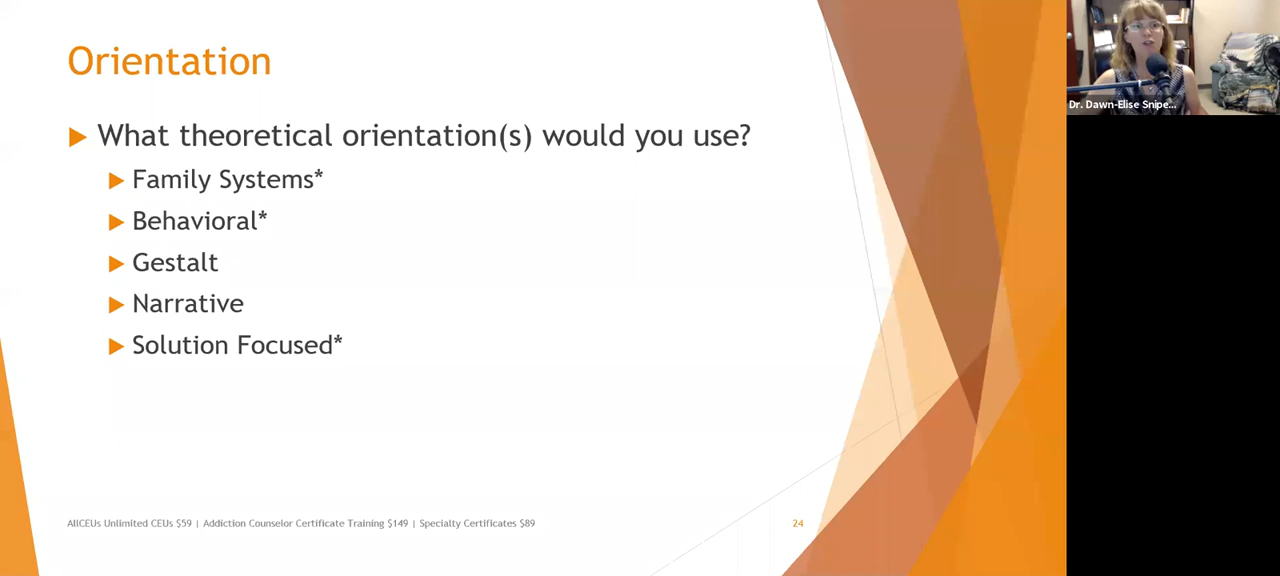 Orientation
What theoretical orientation(s) would you use?
Family Systems*
Behavioral*
Gestalt
Narrative
Solution Focused*
AllCEUs Unlimited CEUs $59 | Addiction Counselor Certificate Training $149 | Specialty Certificates $89
24
Dr. Dawn-Elise Snipe...